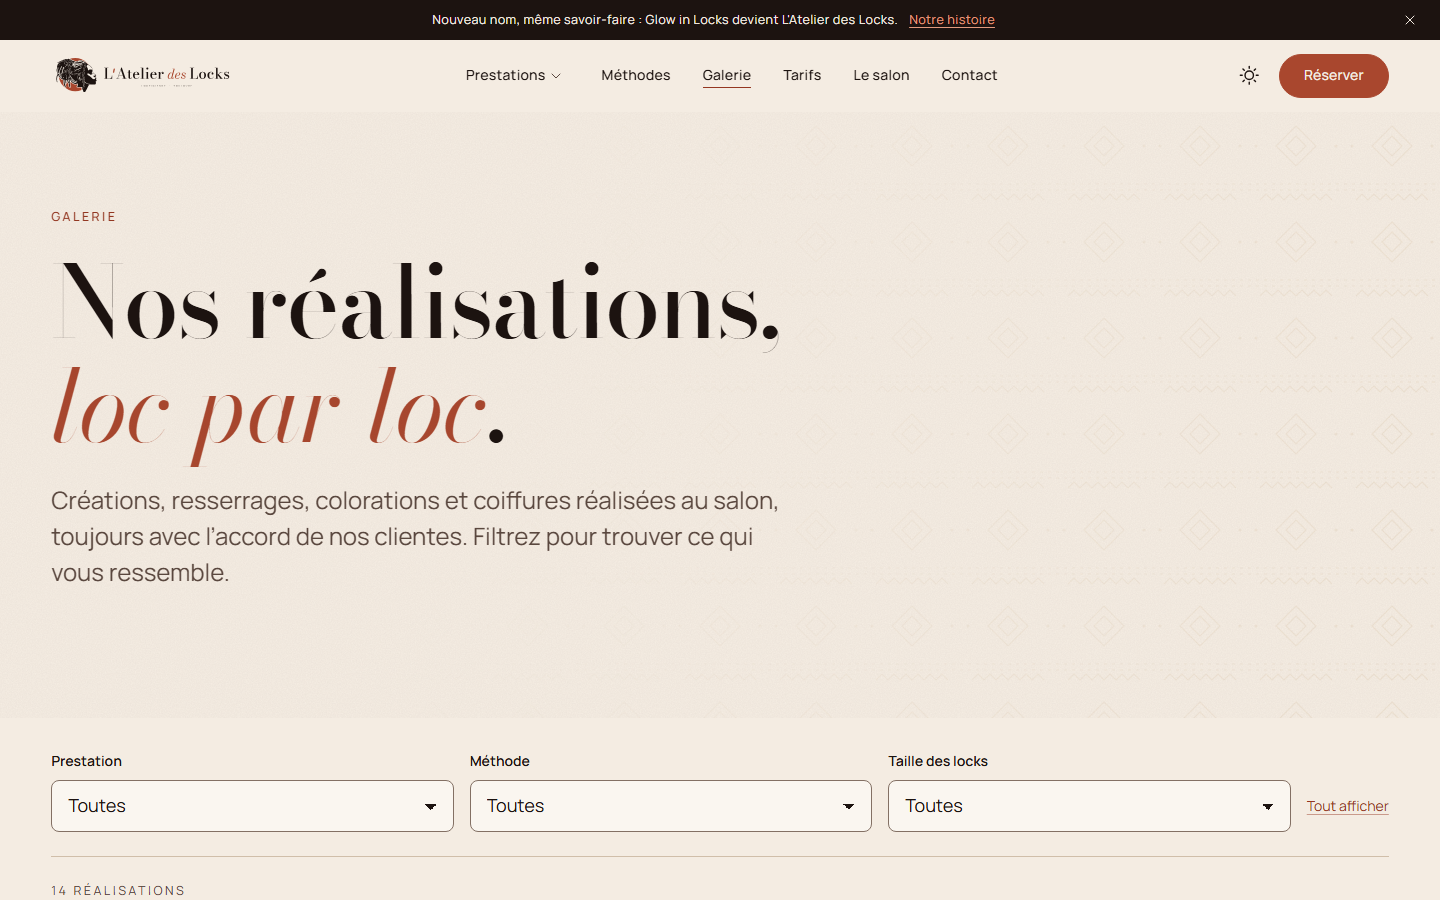 Nouveau nom, même savoir-faire : Glow in Locks devient L'Atelier des Locks. Notre histoire
L'Atelier des Locks
Prestations
Méthodes
Galerie
Tarifs
Le salon
Contact
Réserver
GALERIE
Nos réalisations,
loc par loc.
Créations, resserrages, colorations et coiffures réalisées au salon,
toujours avec l'accord de nos clientes. Filtrez pour trouver ce qui
vous ressemble.
Prestation
Méthode
Taille des locks
Toutes
Toutes
Toutes
Tout afficher
14 RÉALISATIONS